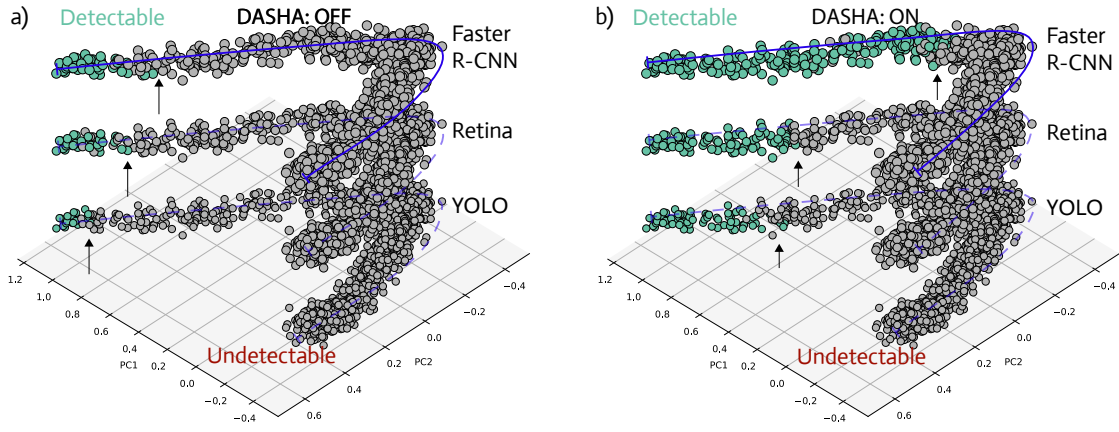 a)
Detectable
DASHA: OFF
Faster
R-CNN
Retina
YOLO
Undetectable
1.2
1.0
0.8
0.6
0.4
0.2
0.0
−0.2
−0.4
PC1
0.6
0.4
0.2
0.0
−0.2
−0.4
PC2
b)
Detectable
DASHA: ON
Faster
R-CNN
Retina
YOLO
Undetectable
1.2
1.0
0.8
0.6
0.4
0.2
0.0
−0.2
−0.4
PC1
0.6
0.4
0.2
0.0
−0.2
−0.4
PC2